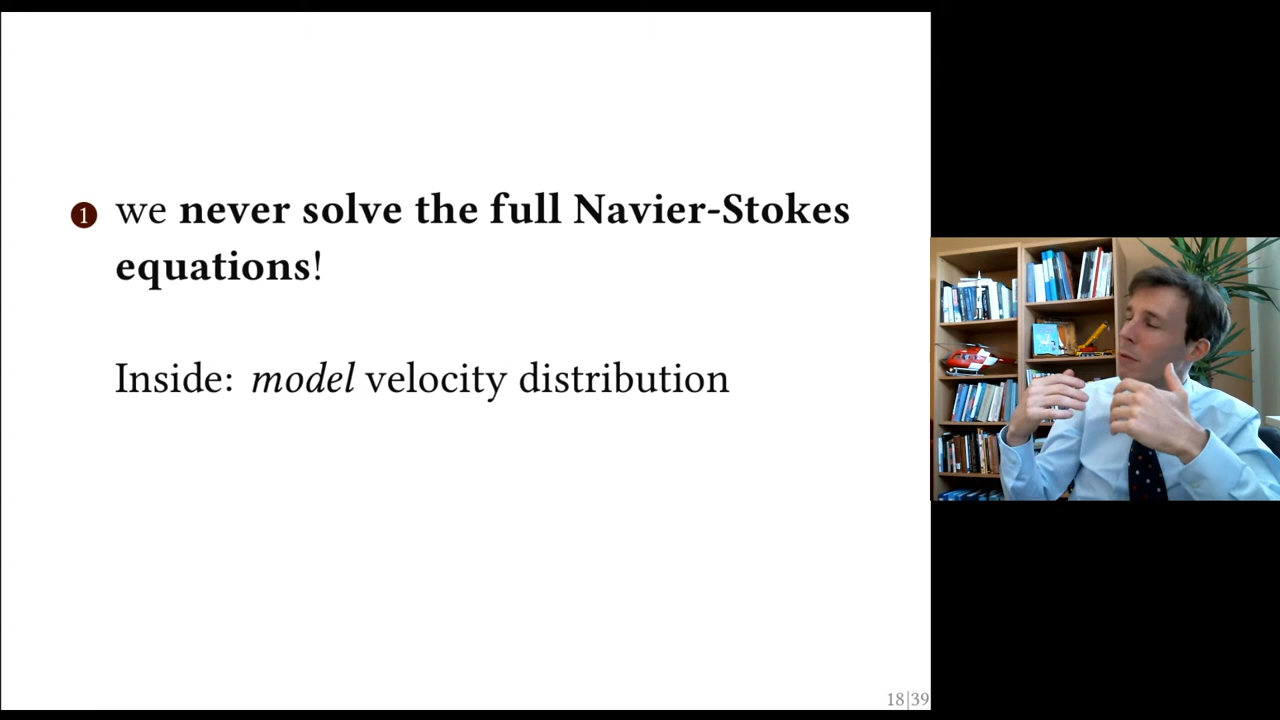 1 we never solve the full Navier-Stokes
equations!
Inside: model velocity distribution
18|39